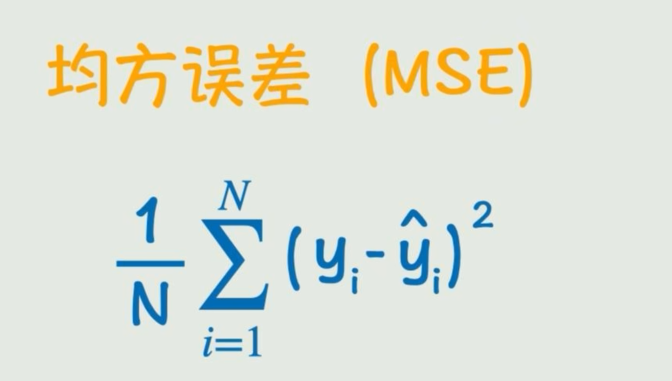 均方误差 (MSE)
1/N ∑_{i=1}^{N} (y_i - ŷ_i)^2